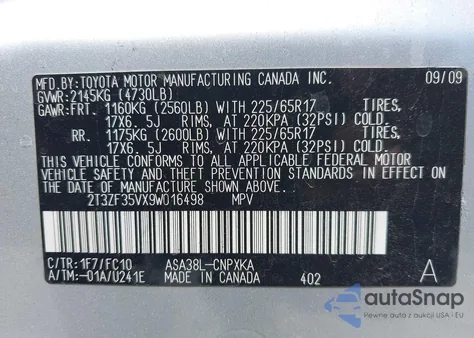 MFD.BY:TOYOTA MOTOR MANUFACTURING CANADA INC. 09/09
GVWR:2145KG (4730LB)
GAWR:FRT. 1160KG (2560LB) WITH 225/65R17 TIRES,
17X6. 5J RIMS, AT 220KPA (32PSI) COLD.
RR. 1175KG (2600LB) WITH 225/65R17 TIRES,
17X6. 5J RIMS, AT 220KPA (32PSI) COLD.
THIS VEHICLE CONFORMS TO ALL APPLICABLE FEDERAL MOTOR
VEHICLE SAFETY AND THEFT PREVENTION STANDARDS IN EFFECT ON
THE DATE OF MANUFACTURE SHOWN ABOVE.
2T3ZF35VX9W016498 MPV
C/TR:1F7/FC10 ASA38L-CNPXKA
A/TM:-01A/U241E MADE IN CANADA 402 A
autoSnap
Pewne auta z USA i EU